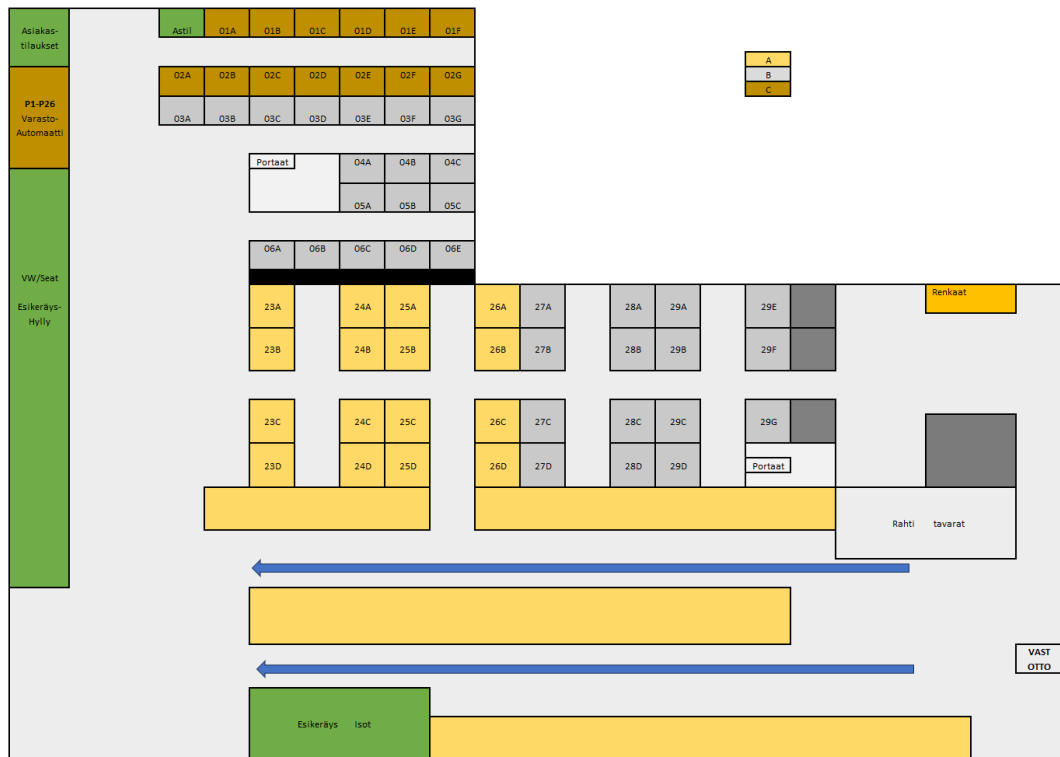 Asiakas-
tilaukset
Astil 01A 01B 01C 01D 01E 01F
A
B
C
P1-P26
Varasto-
Automaatti
02A 02B 02C 02D 02E 02F 02G
03A 03B 03C 03D 03E 03F 03G
Portaat 04A 04B 04C
05A 05B 05C
06A 06B 06C 06D 06E
VW/Seat
Esikeräys-
Hylly
23A 24A 25A 26A 27A 28A 29A 29E
Renkaat
23B 24B 25B 26B 27B 28B 29B 29F
23C 24C 25C 26C 27C 28C 29C 29G
23D 24D 25D 26D 27D 28D 29D Portaat
Rahti tavarat
VAST
OTTO
Esikeräys Isot